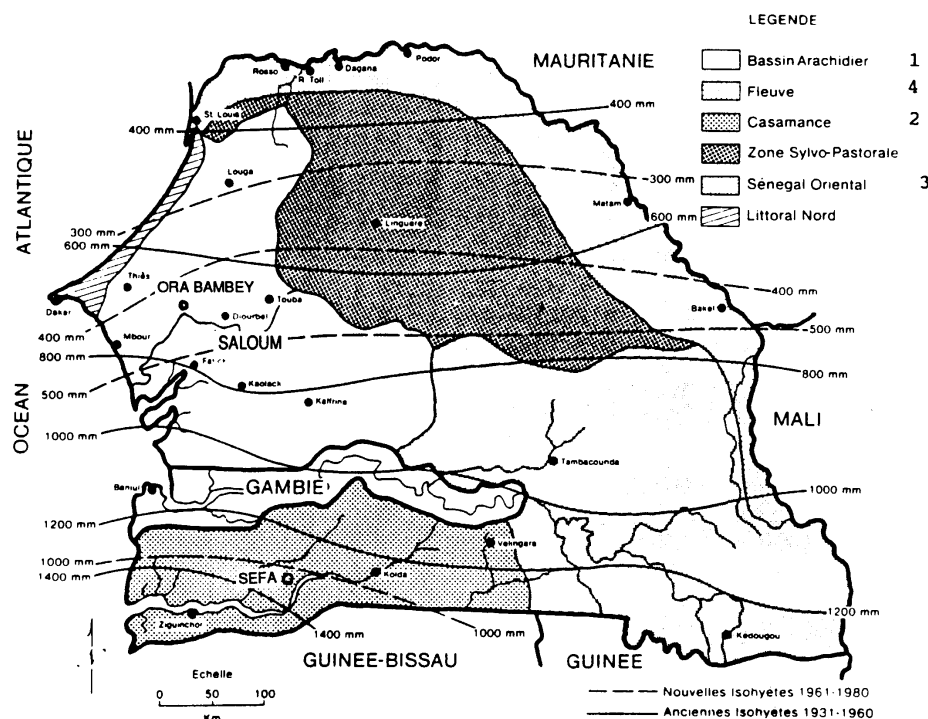 LEGENDE
Bassin Arachidier 1
Fleuve 4
Casamance 2
Zone Sylvo-Pastorale
Sénégal Oriental 3
Littoral Nord
MAURITANIE
Podor
Dagana
Rosso
R. Toll
St. Louis
400 mm
400 mm
Louga
300 mm
Matam
600 mm
Linguère
ATLANTIQUE
300 mm
600 mm
Thiès
ORA BAMBEY
Touba
400 mm
Dakar
Diourbel
Bakel
400 mm
Mbour
SALOUM
500 mm
800 mm
Fatick
Kaolack
800 mm
500 mm
Kaffrine
OCEAN
MALI
1000 mm
Tambacounda
Banjul
GAMBIE
1000 mm
1200 mm
Velingara
1000 mm
1400 mm
SEFA
Kolda
1200 mm
Ziguinchor
1400 mm
1000 mm
Kédougou
GUINEE-BISSAU
GUINEE
Echelle
0 50 100
Km
Nouvelles Isohyètes 1961-1980
Anciennes Isohyètes 1931-1960